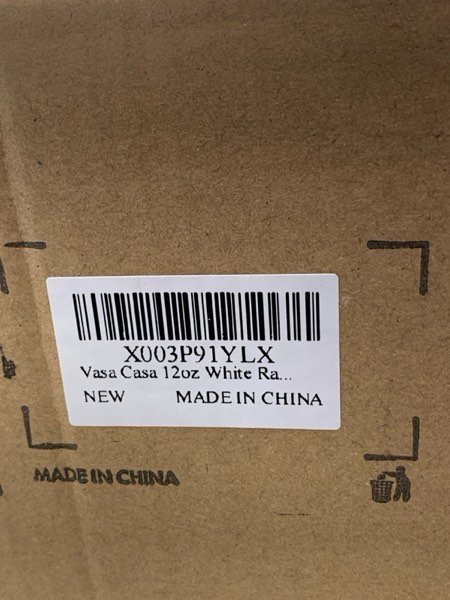 X003P91YLX
Vasa Casa 12oz White Ra...
NEW MADE IN CHINA
MADE IN CHINA